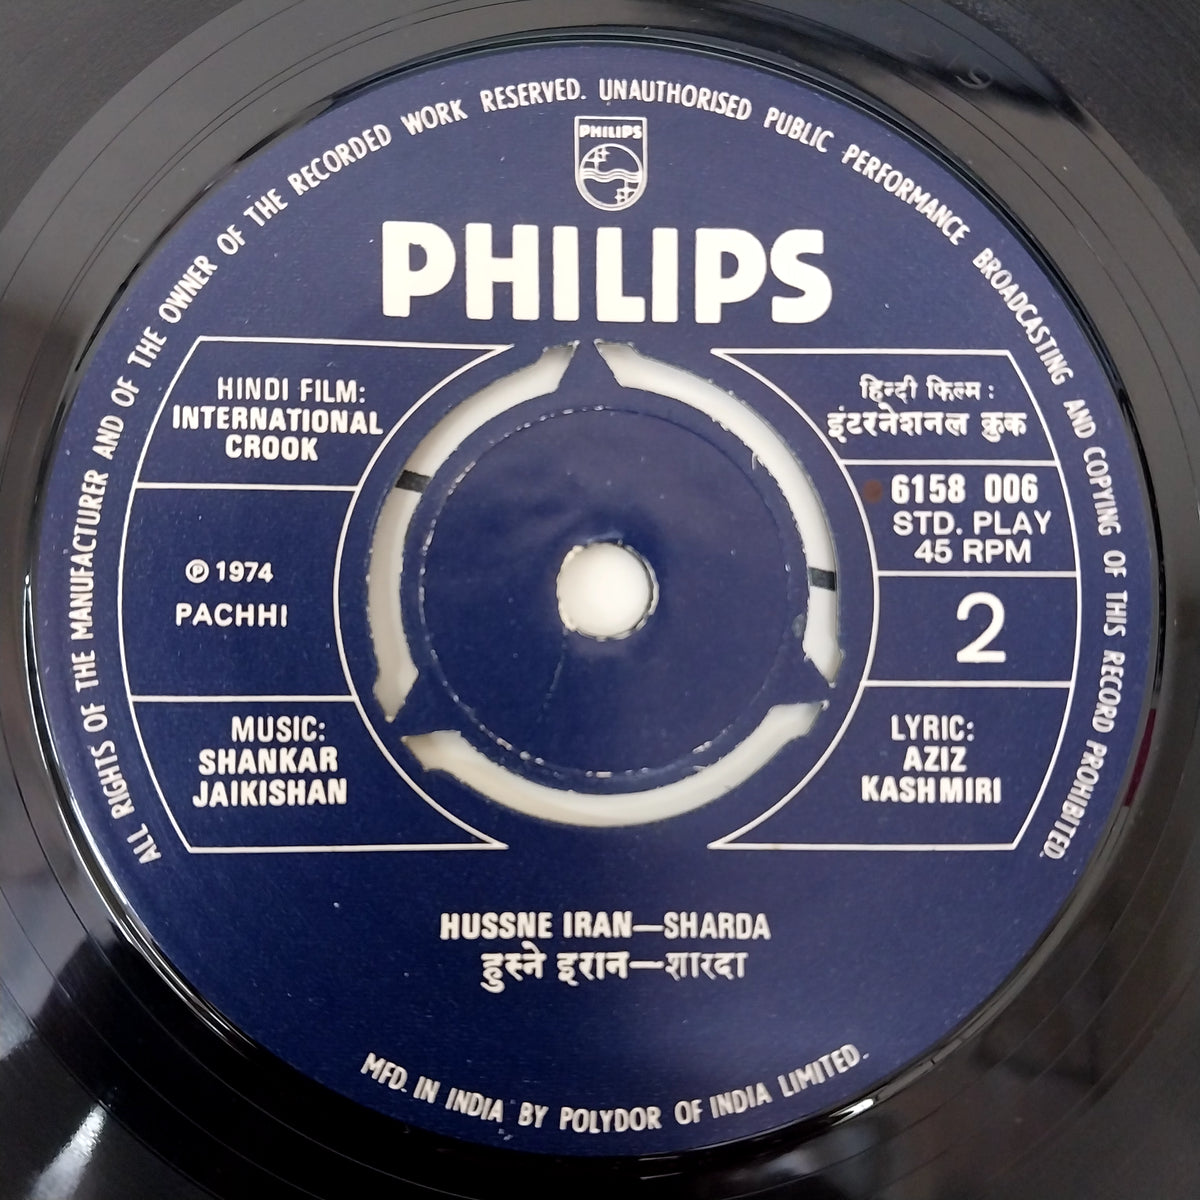 ALL RIGHTS OF THE MANUFACTURER AND OF THE OWNER OF THE RECORDED WORK RESERVED. UNAUTHORISED PUBLIC PERFORMANCE BROADCASTING AND COPYING OF THIS RECORD PROHIBITED.
PHILIPS
PHILIPS
HINDI FILM:
INTERNATIONAL
CROOK
℗ 1974
PACHHI
MUSIC:
SHANKAR
JAIKISHAN
हिन्दी फिल्म :
इंटरनेशनल क्रुक
6158 006
STD. PLAY
45 RPM
2
LYRIC:
AZIZ
KASHMIRI
HUSSNE IRAN—SHARDA
हुस्ने इरान—शारदा
MFD. IN INDIA BY POLYDOR OF INDIA LIMITED.